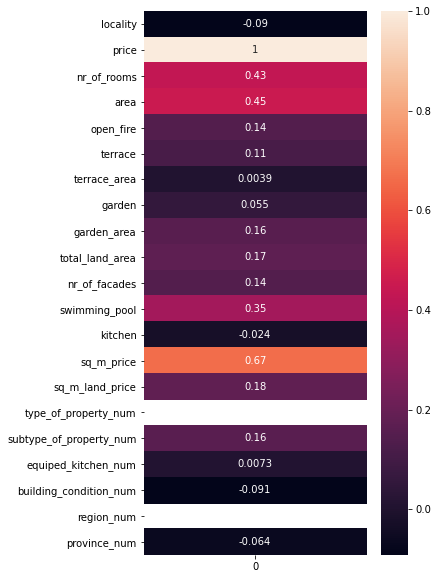 locality -0.09
price 1
nr_of_rooms 0.43
area 0.45
open_fire 0.14
terrace 0.11
terrace_area 0.0039
garden 0.055
garden_area 0.16
total_land_area 0.17
nr_of_facades 0.14
swimming_pool 0.35
kitchen -0.024
sq_m_price 0.67
sq_m_land_price 0.18
type_of_property_num
subtype_of_property_num 0.16
equiped_kitchen_num 0.0073
building_condition_num -0.091
region_num
province_num -0.064
0
1.0
0.8
0.6
0.4
0.2
0.0